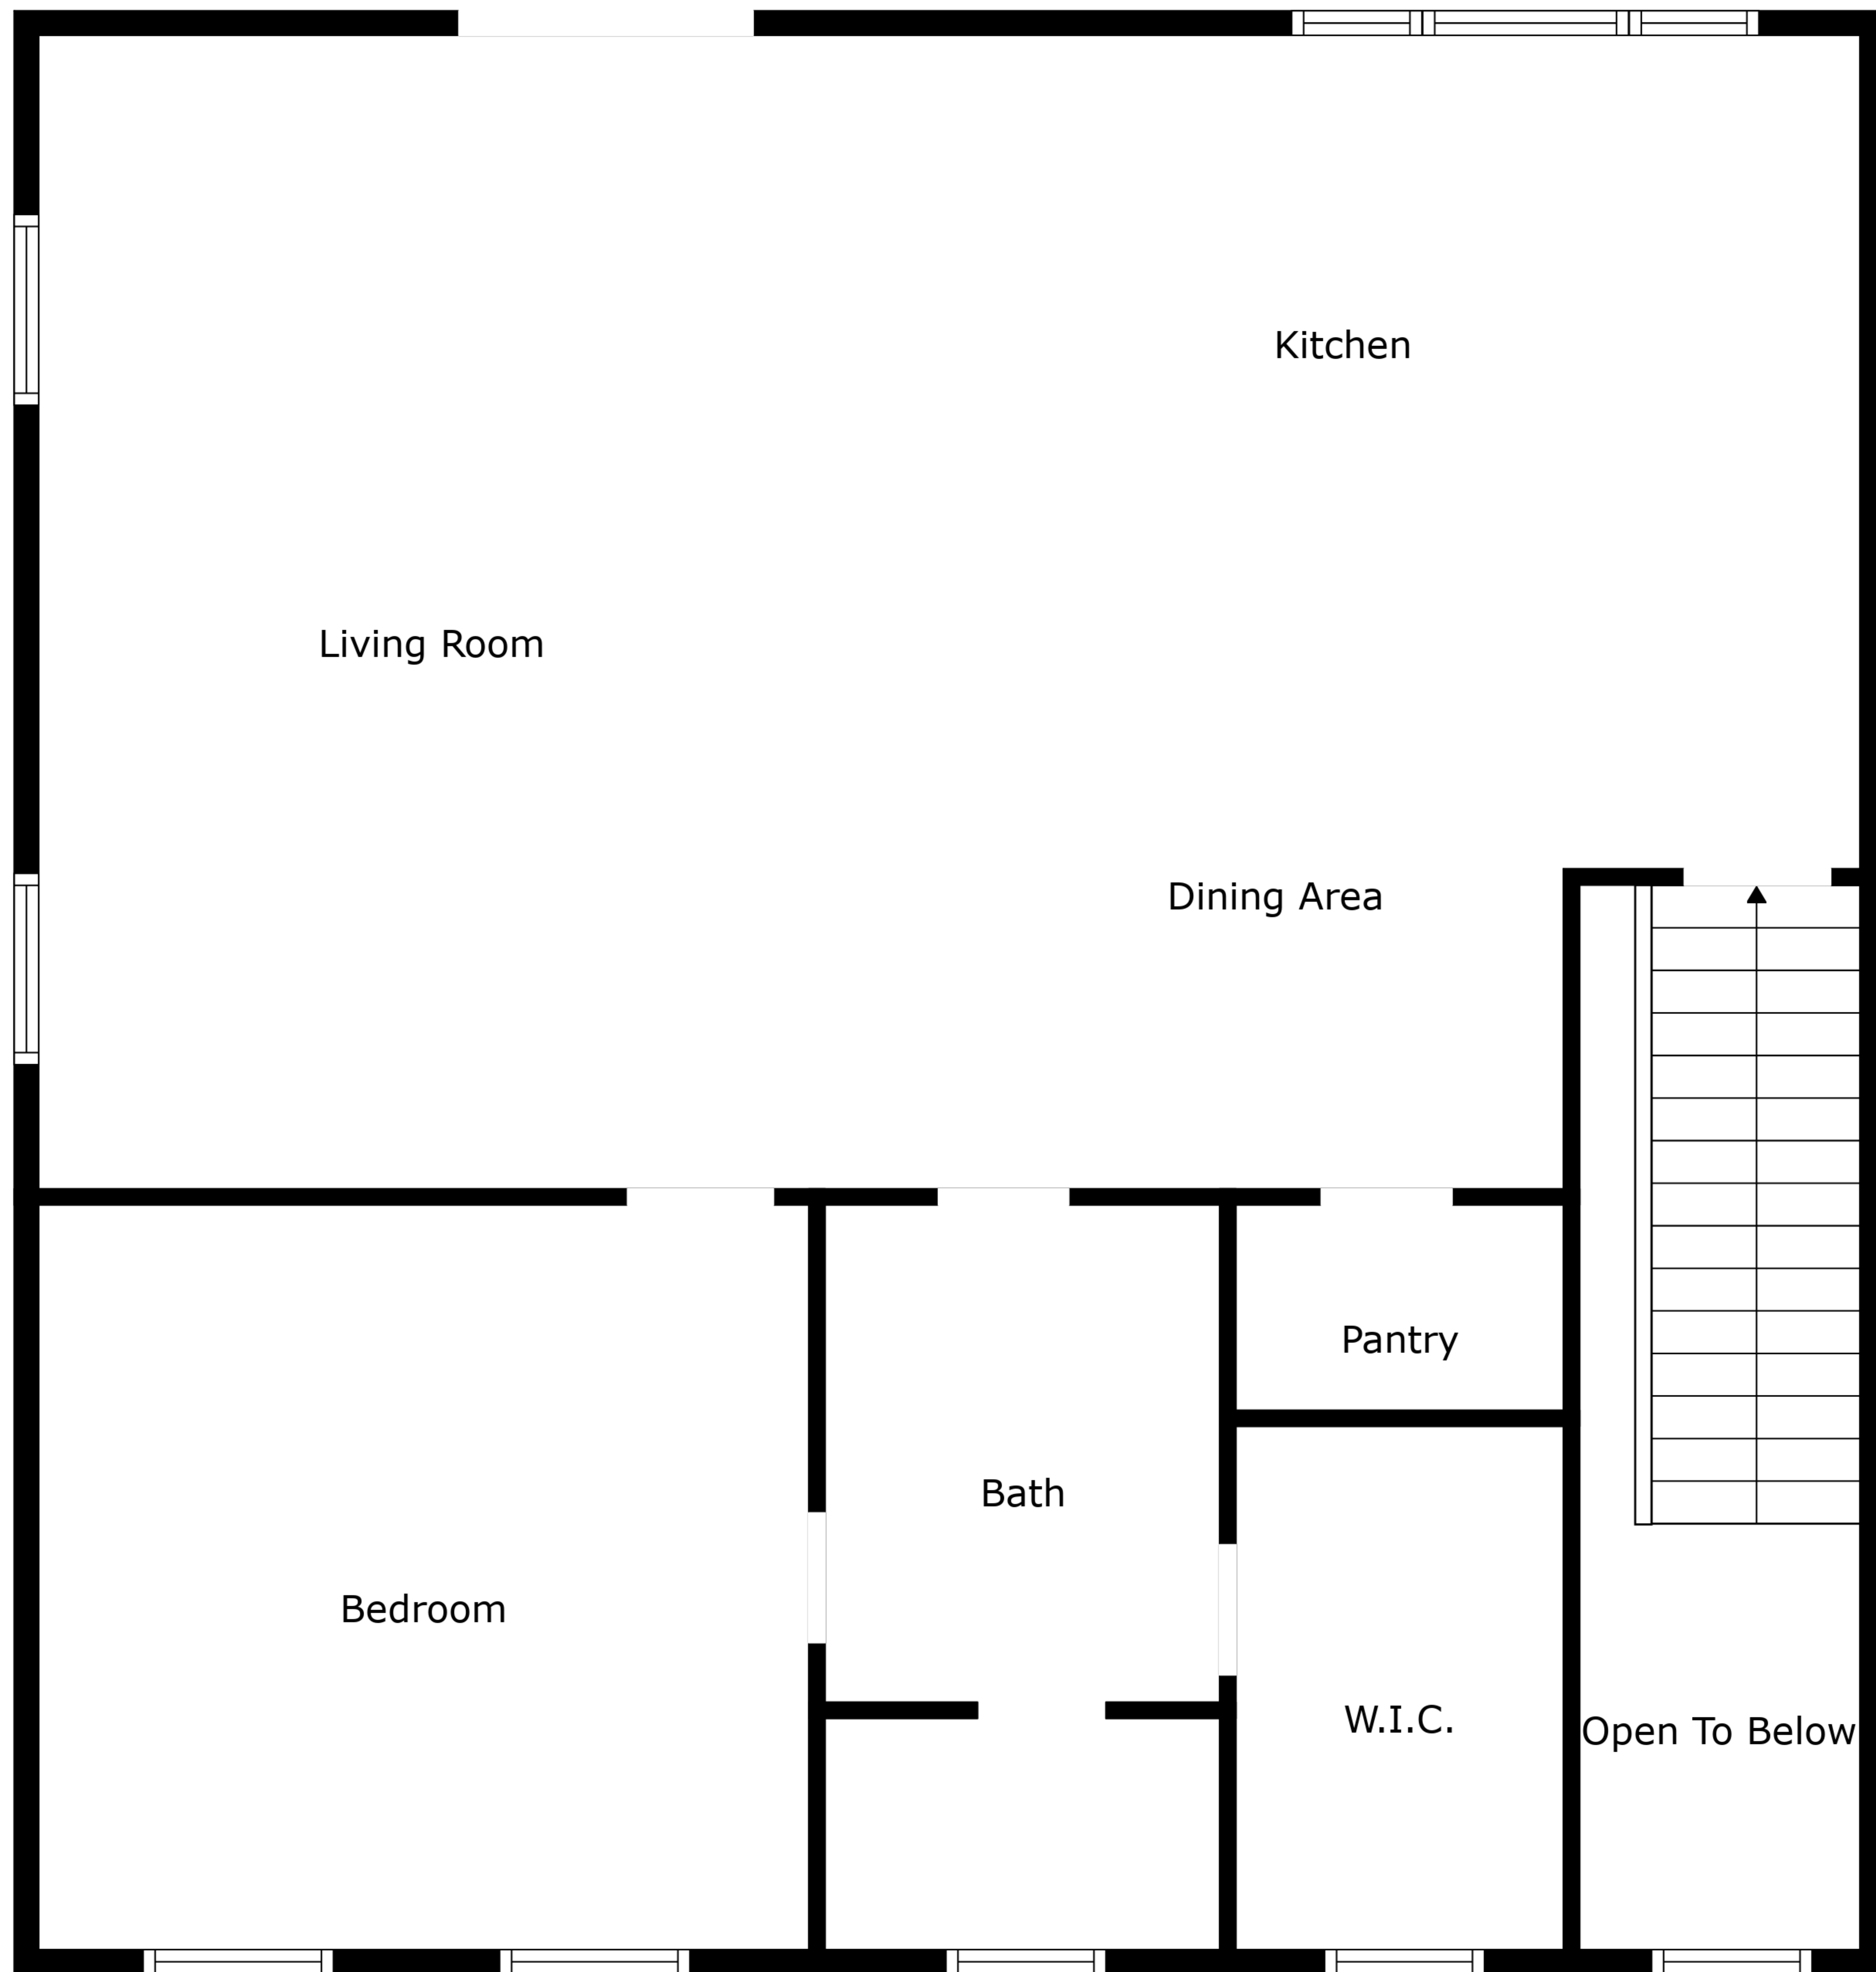 Kitchen
Living Room
Dining Area
Pantry
Bath
Bedroom
W.I.C.
Open To Below